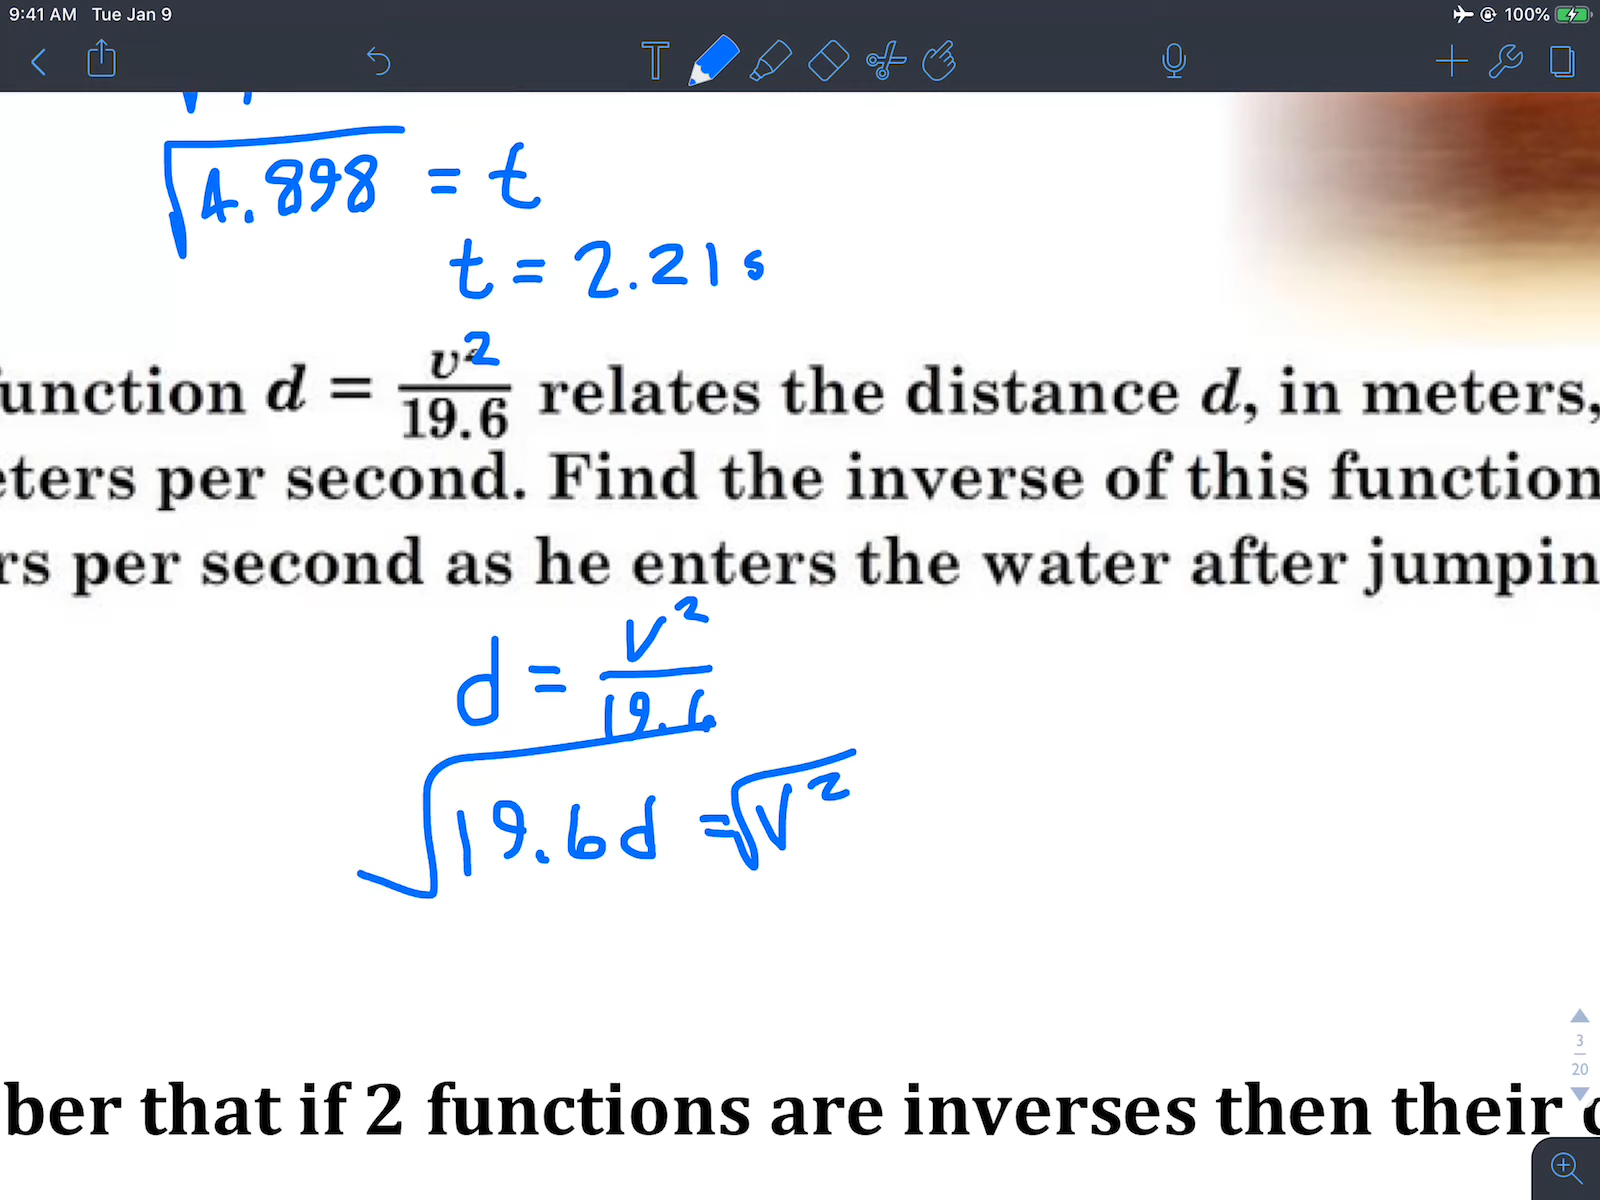 9:41 AM Tue Jan 9 100%
T
√4.898 = t
t = 2.21 s
unction d = v²/19.6 relates the distance d, in meters,
ters per second. Find the inverse of this function
rs per second as he enters the water after jumpin
d = v²/19.6
√19.6d = √v²
3
20
ber that if 2 functions are inverses then their